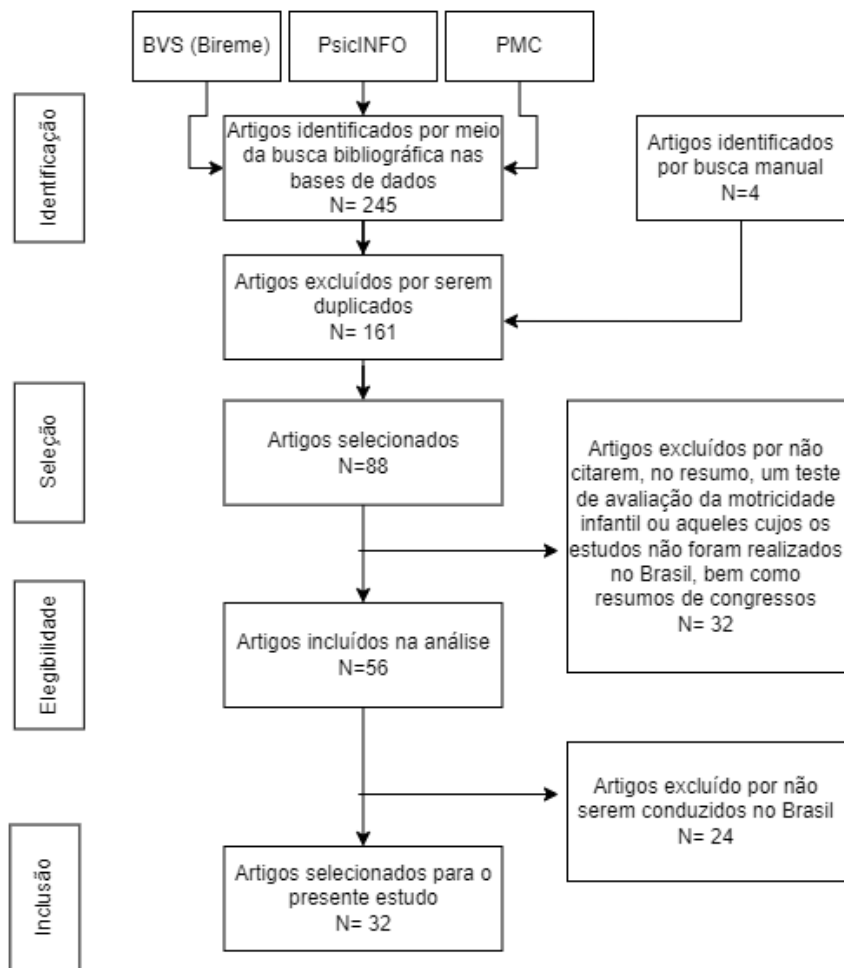 BVS (Bireme)
PsicINFO
PMC
Identificação
Artigos identificados por meio
da busca bibliográfica nas
bases de dados
N= 245
Artigos identificados
por busca manual
N=4
Artigos excluídos por serem
duplicados
N= 161
Seleção
Artigos selecionados
N=88
Artigos excluídos por não
citarem, no resumo, um teste
de avaliação da motricidade
infantil ou aqueles cujos os
estudos não foram realizados
no Brasil, bem como
resumos de congressos
N= 32
Elegibilidade
Artigos incluídos na análise
N=56
Artigos excluído por não
serem conduzidos no Brasil
N= 24
Inclusão
Artigos selecionados para o
presente estudo
N= 32